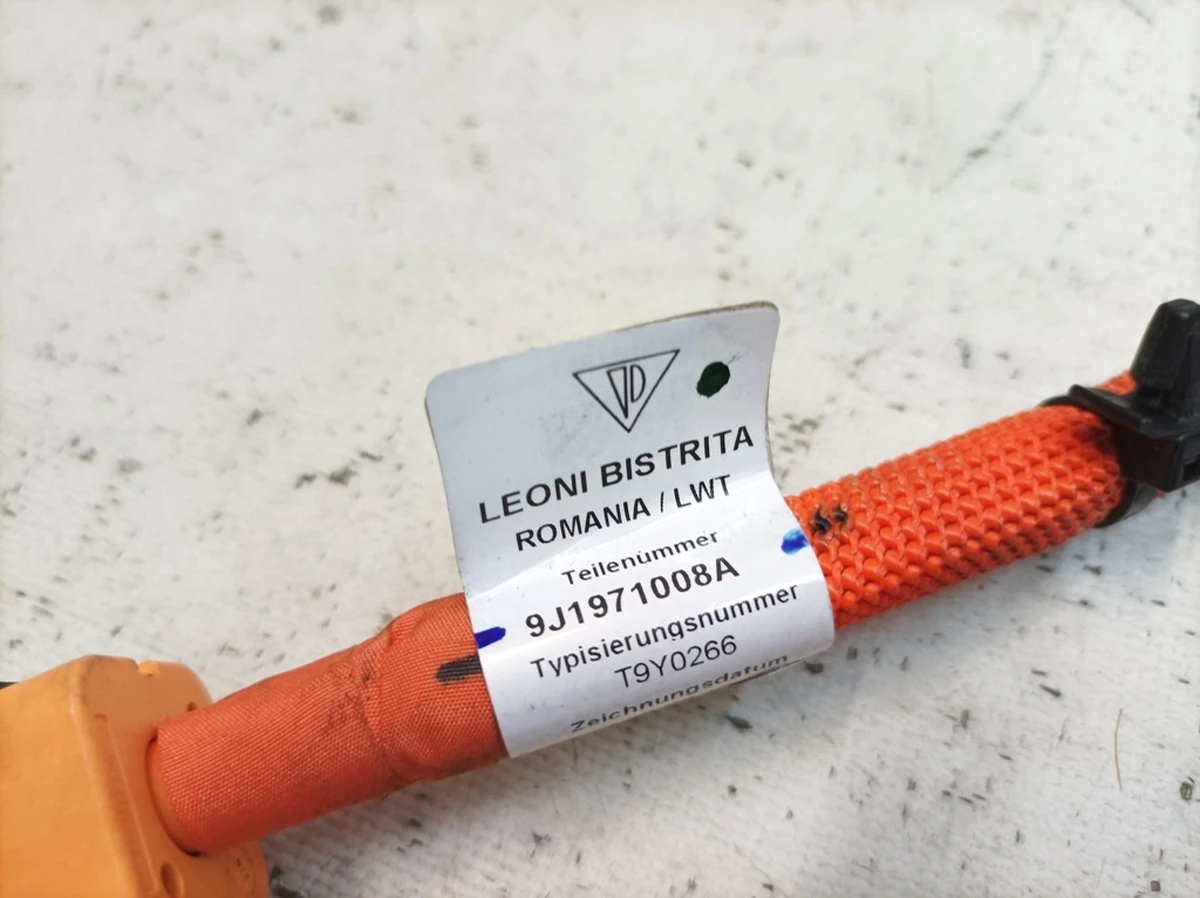 LEONI BISTRITA
ROMANIA / LWT
Teilenummer
9J1971008A
Typisierungsnummer
T9Y0266
Zeichnungsdatum